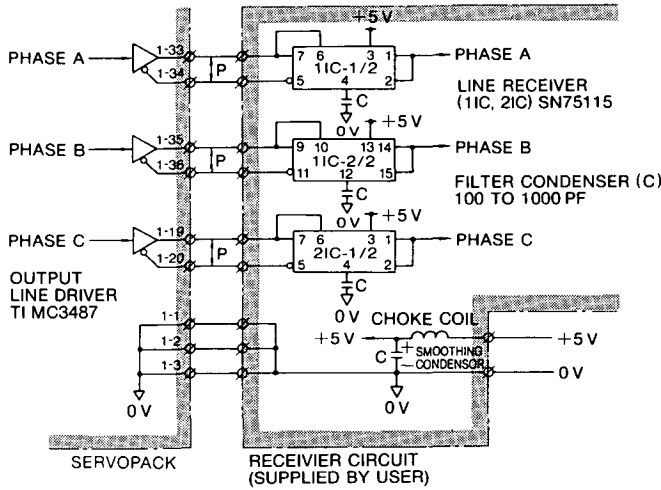 +5V
PHASE A 1-33 7 6 3 1 PHASE A
1IC-1/2
1-34 P 5 4 2
C
0V
LINE RECEIVER
(1IC, 2IC) SN75115
+5V
PHASE B 1-35 9 10 13 14 PHASE B
1IC-2/2
1-36 P 11 12 15
C
0V
FILTER CONDENSER (C)
100 TO 1000 PF
+5V
PHASE C 1-19 7 6 3 1 PHASE C
2IC-1/2
1-20 P 5 4 2
C
0V
OUTPUT
LINE DRIVER
TI MC3487
1-1
1-2
1-3
0V
CHOKE COIL
+5V +5V
C + SMOOTHING
CONDENSOR
0V
0V
SERVOPACK
RECEIVIER CIRCUIT
(SUPPLIED BY USER)